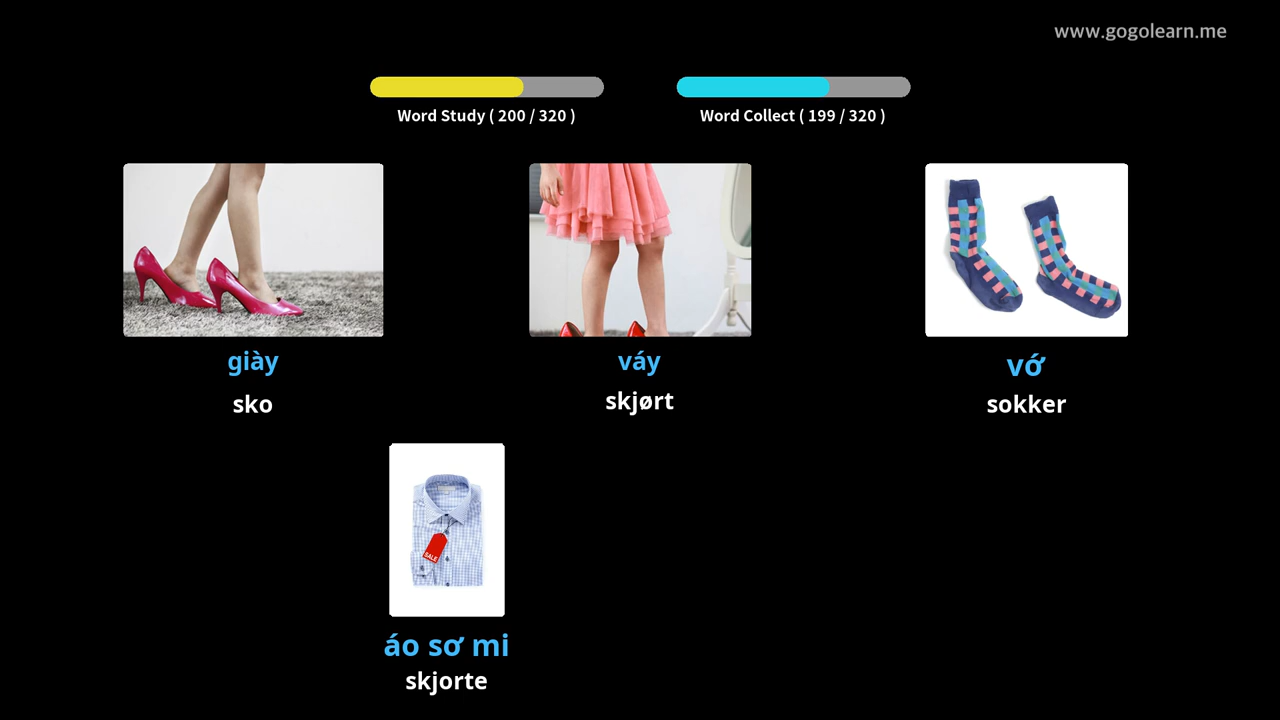 www.gogolearn.me
Word Study ( 200 / 320 )
Word Collect ( 199 / 320 )
giày
váy
vớ
sko
skjørt
sokker
SALE
áo sơ mi
skjorte